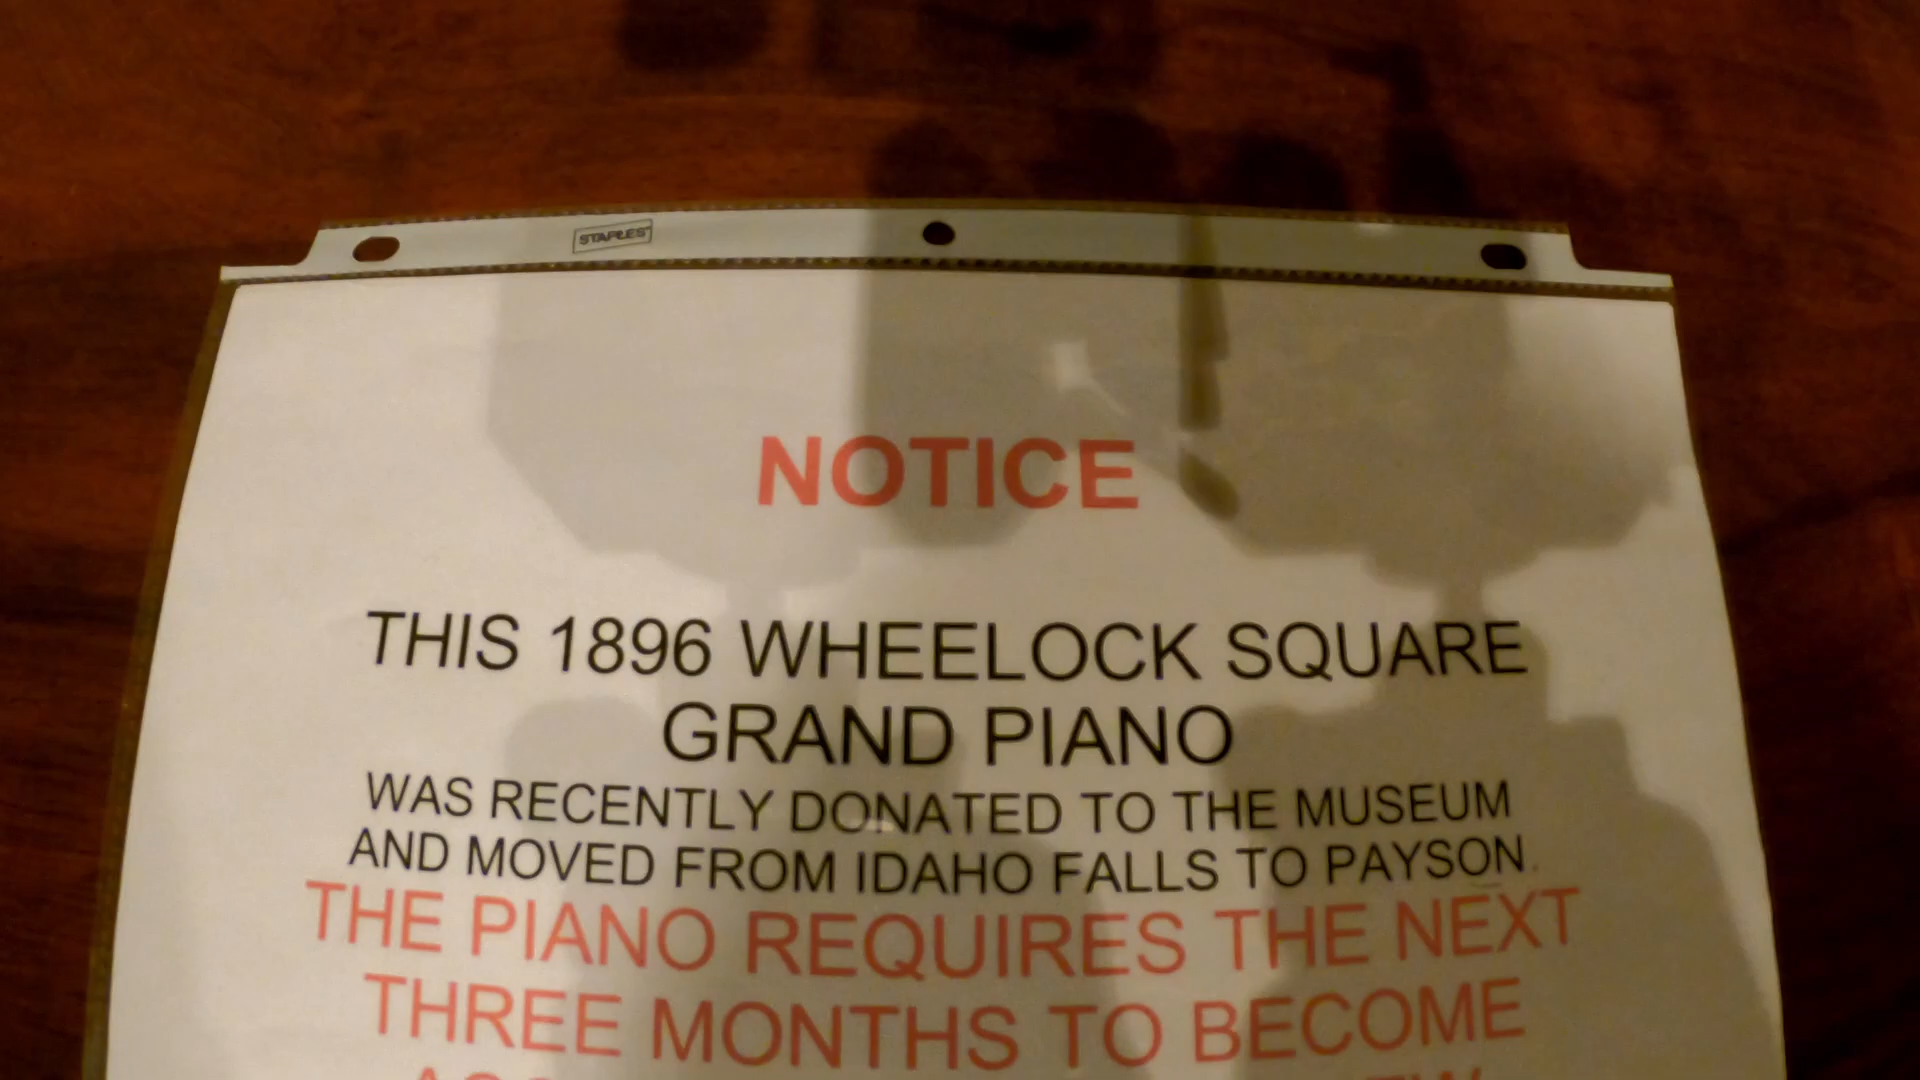 STAPLES
NOTICE
THIS 1896 WHEELOCK SQUARE
GRAND PIANO
WAS RECENTLY DONATED TO THE MUSEUM
AND MOVED FROM IDAHO FALLS TO PAYSON.
THE PIANO REQUIRES THE NEXT
THREE MONTHS TO BECOME